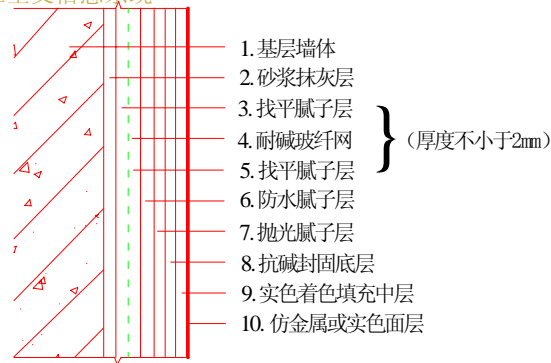 1. 基层墙体
2. 砂浆抹灰层
3. 找平腻子层
4. 耐碱玻纤网
(厚度不小于2mm)
5. 找平腻子层
6. 防水腻子层
7. 抛光腻子层
8. 抗碱封固底层
9. 实色着色填充中层
10. 仿金属或实色面层